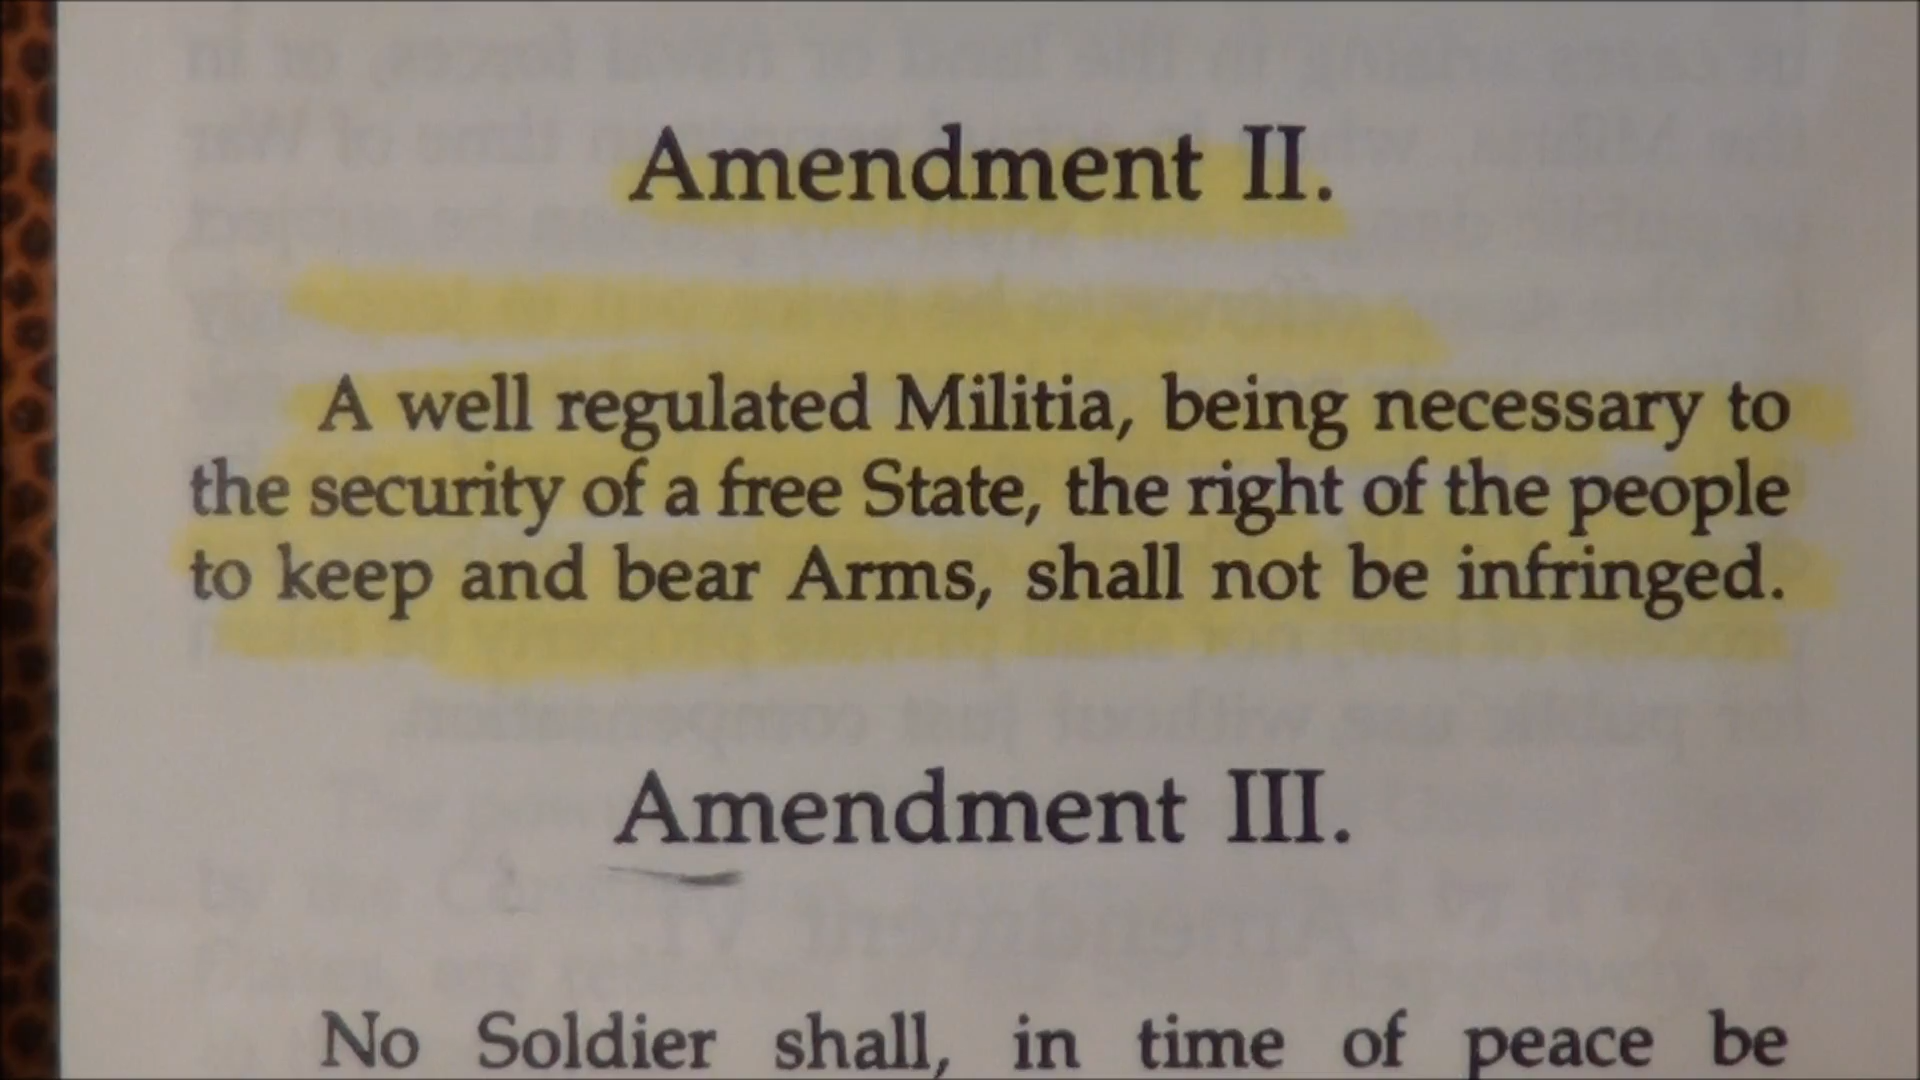 Amendment II.
A well regulated Militia, being necessary to
the security of a free State, the right of the people
to keep and bear Arms, shall not be infringed.
Amendment III.
No Soldier shall, in time of peace be